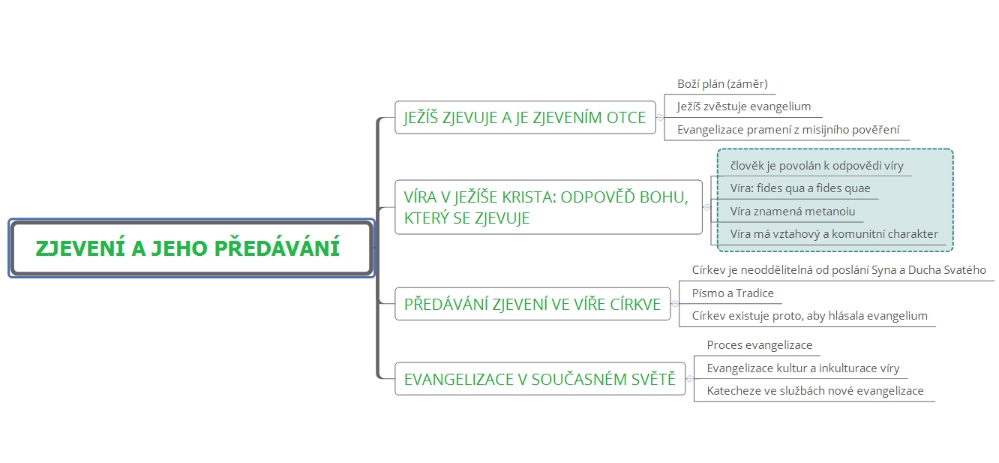 ZJEVENÍ A JEHO PŘEDÁVÁNÍ
JEŽÍŠ ZJEVUJE A JE ZJEVENÍM OTCE
Boží plán (záměr)
Ježíš zvěstuje evangelium
Evangelizace pramení z misijního pověření
VÍRA V JEŽÍŠE KRISTA: ODPOVĚĎ BOHU,
KTERÝ SE ZJEVUJE
člověk je povolán k odpovědi víry
Víra: fides qua a fides quae
Víra znamená metanoiu
Víra má vztahový a komunitní charakter
PŘEDÁVÁNÍ ZJEVENÍ VE VÍŘE CÍRKVE
Církev je neoddělitelná od poslání Syna a Ducha Svatého
Písmo a Tradice
Církev existuje proto, aby hlásala evangelium
EVANGELIZACE V SOUČASNÉM SVĚTĚ
Proces evangelizace
Evangelizace kultur a inkulturace víry
Katecheze ve službách nové evangelizace